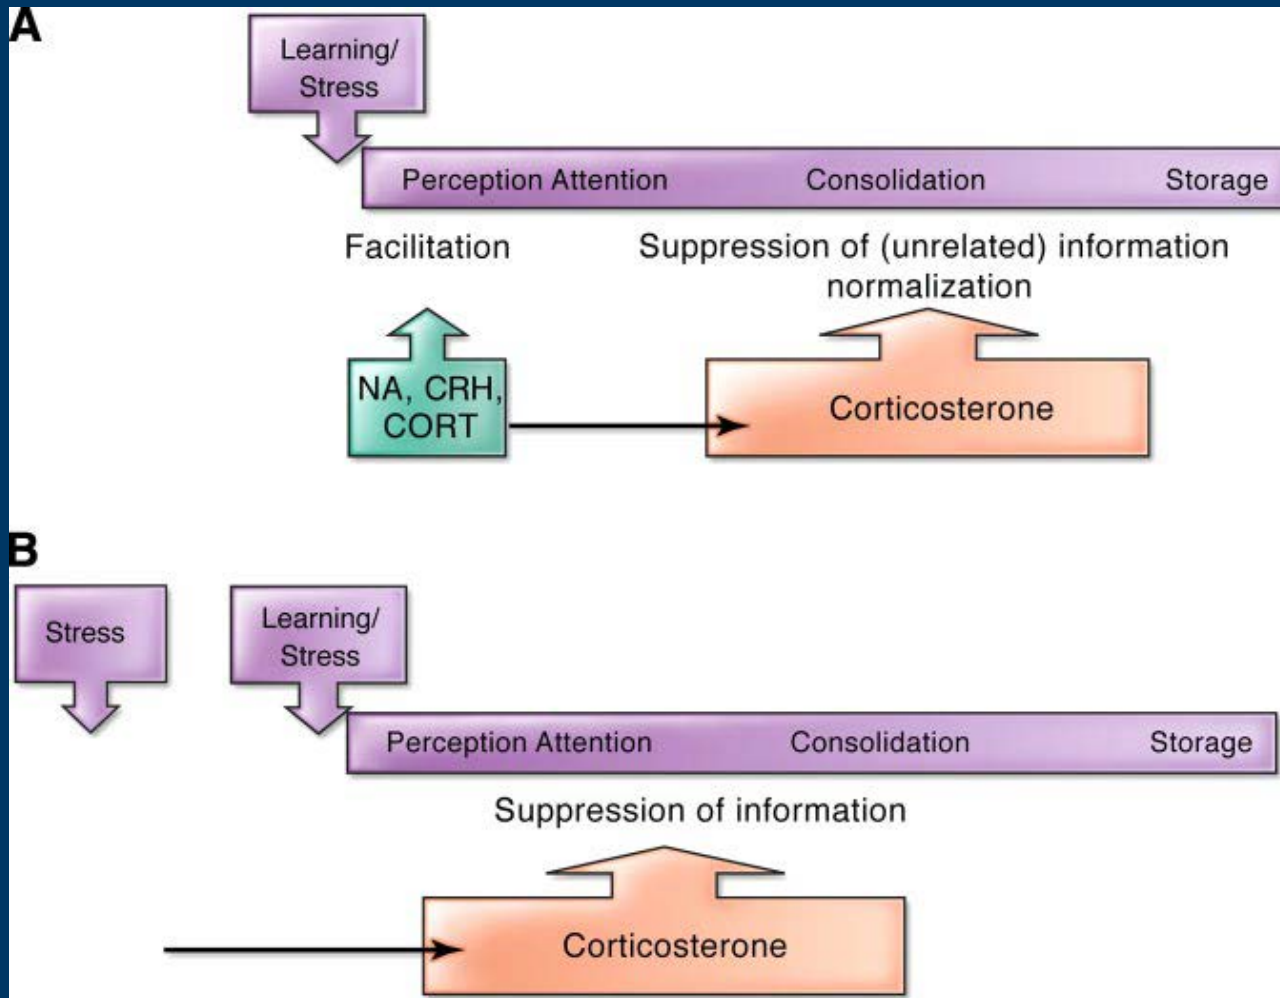 A
Learning/
Stress
Perception Attention Consolidation Storage
Facilitation
Suppression of (unrelated) information
normalization
NA, CRH,
CORT
Corticosterone
B
Stress
Learning/
Stress
Perception Attention Consolidation Storage
Suppression of information
Corticosterone